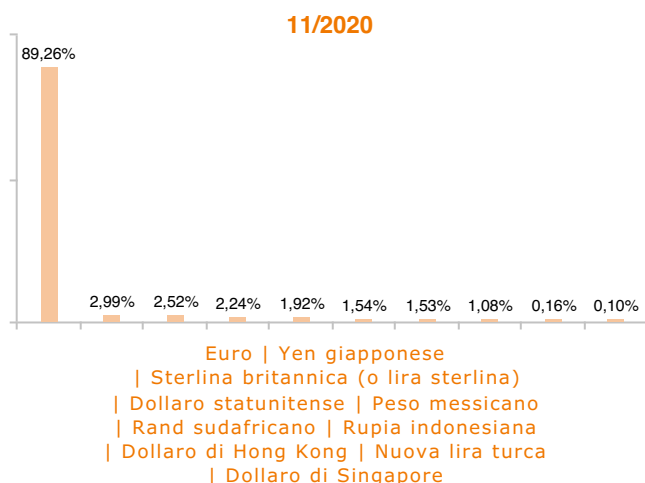 11/2020
89,26%
2,99% 2,52% 2,24% 1,92% 1,54% 1,53% 1,08% 0,16% 0,10%
Euro | Yen giapponese
| Sterlina britannica (o lira sterlina)
| Dollaro statunitense | Peso messicano
| Rand sudafricano | Rupia indonesiana
| Dollaro di Hong Kong | Nuova lira turca
| Dollaro di Singapore